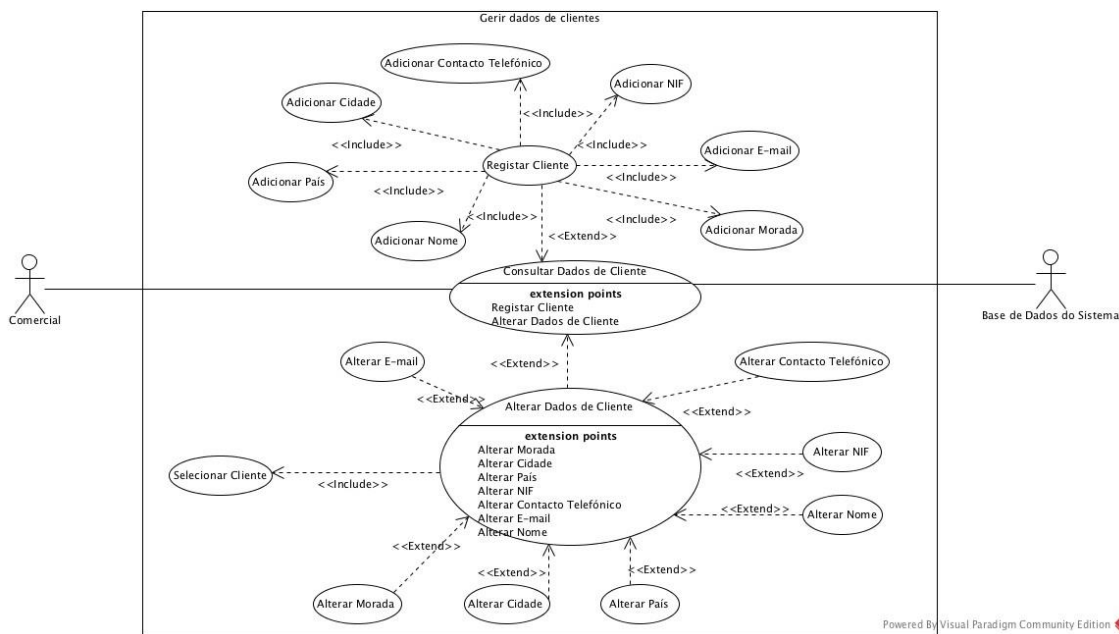 Gerir dados de clientes
Adicionar Contacto Telefónico
Adicionar NIF
Adicionar Cidade
<<Include>>
<<Include>>
<<Include>>
Adicionar E-mail
Registar Cliente
<<Include>>
Adicionar País
<<Include>>
<<Include>>
<<Include>>
Adicionar Morada
Adicionar Nome
<<Extend>>
Consultar Dados de Cliente
extension points
Registar Cliente
Alterar Dados de Cliente
Comercial
Base de Dados do Sistema
Alterar E-mail
<<Extend>>
Alterar Contacto Telefónico
<<Extend>>
Alterar Dados de Cliente
<<Extend>>
extension points
Alterar Morada
Alterar Cidade
Alterar País
Alterar NIF
Alterar Contacto Telefónico
Alterar E-mail
Alterar Nome
Alterar NIF
<<Extend>>
Selecionar Cliente
<<Include>>
<<Extend>>
Alterar Nome
<<Extend>>
<<Extend>>
<<Extend>>
Alterar Morada
Alterar Cidade
Alterar País
Powered By Visual Paradigm Community Edition